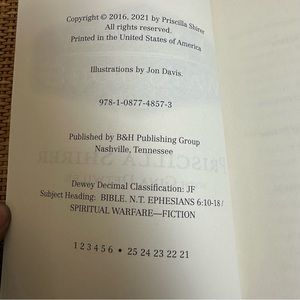 Copyright © 2016, 2021 by Priscilla Shirer
All rights reserved.
Printed in the United States of America
Illustrations by Jon Davis.
978-1-0877-4857-3
Published by B&H Publishing Group
Nashville, Tennessee
Dewey Decimal Classification: JF
Subject Heading: BIBLE. N.T. EPHESIANS 6:10-18 /
SPIRITUAL WARFARE—FICTION
1 2 3 4 5 6 • 25 24 23 22 21